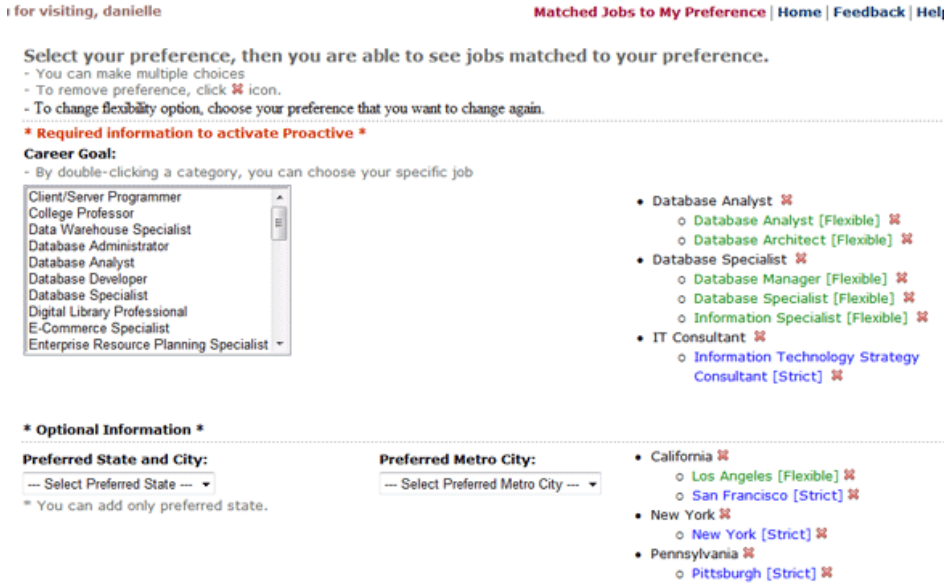 for visiting, danielle
Matched Jobs to My Preference | Home | Feedback | Help
Select your preference, then you are able to see jobs matched to your preference.
- You can make multiple choices
- To remove preference, click icon.
- To change flexibility option, choose your preference that you want to change again.
* Required information to activate Proactive *
Career Goal:
- By double-clicking a category, you can choose your specific job
Client/Server Programmer
College Professor
Data Warehouse Specialist
Database Administrator
Database Analyst
Database Developer
Database Specialist
Digital Library Professional
E-Commerce Specialist
Enterprise Resource Planning Specialist
• Database Analyst
o Database Analyst [Flexible]
o Database Architect [Flexible]
• Database Specialist
o Database Manager [Flexible]
o Database Specialist [Flexible]
o Information Specialist [Flexible]
• IT Consultant
o Information Technology Strategy
Consultant [Strict]
* Optional Information *
Preferred State and City:
--- Select Preferred State ---
* You can add only preferred state.
Preferred Metro City:
--- Select Preferred Metro City ---
• California
o Los Angeles [Flexible]
o San Francisco [Strict]
• New York
o New York [Strict]
• Pennsylvania
o Pittsburgh [Strict]